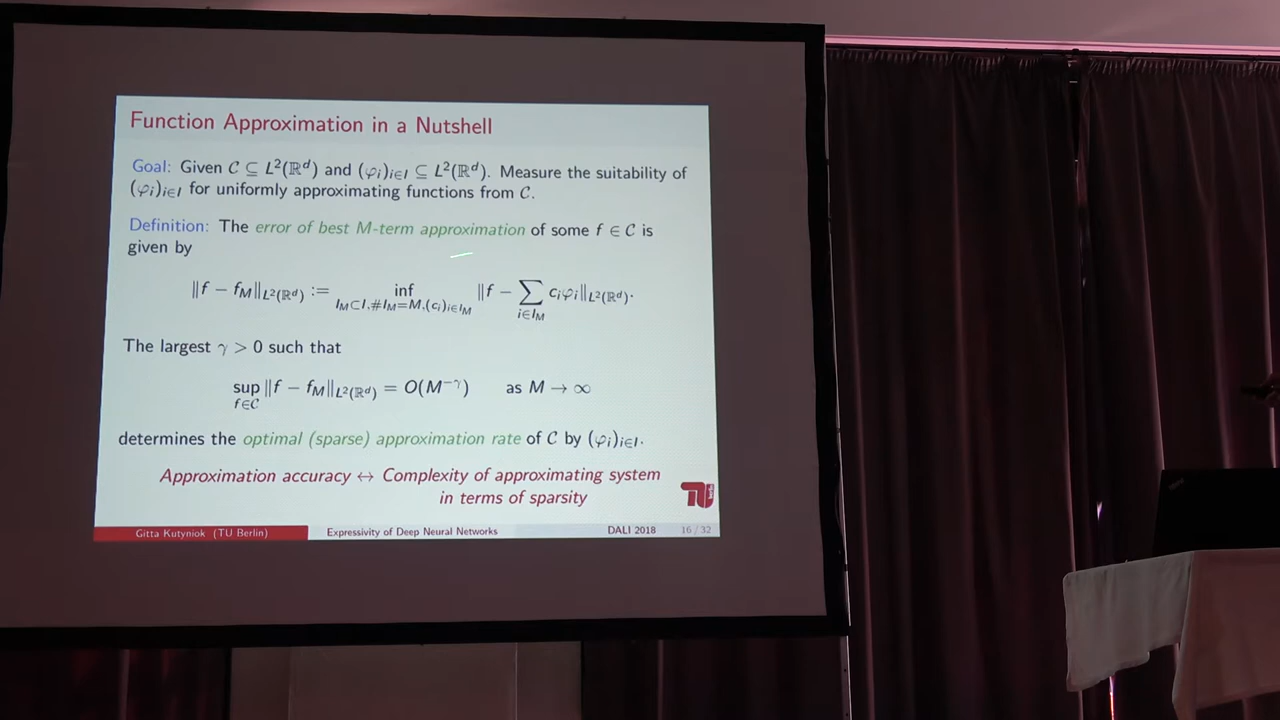 Function Approximation in a Nutshell
Goal: Given C ⊆ L²(ℝᵈ) and (φᵢ)ᵢ∈I ⊆ L²(ℝᵈ). Measure the suitability of
(φᵢ)ᵢ∈I for uniformly approximating functions from C.
Definition: The error of best M-term approximation of some f ∈ C is
given by
‖f − f_M‖_L²(ℝᵈ) := inf_{I_M⊂I,#I_M=M,(cᵢ)ᵢ∈I_M} ‖f − ∑_{i∈I_M} cᵢφᵢ‖_L²(ℝᵈ).
The largest γ > 0 such that
sup_{f∈C} ‖f − f_M‖_L²(ℝᵈ) = O(M^−γ) as M → ∞
determines the optimal (sparse) approximation rate of C by (φᵢ)ᵢ∈I.
Approximation accuracy ↔ Complexity of approximating system
in terms of sparsity
Gitta Kutyniok (TU Berlin) Expressivity of Deep Neural Networks DALI 2018 16 / 32